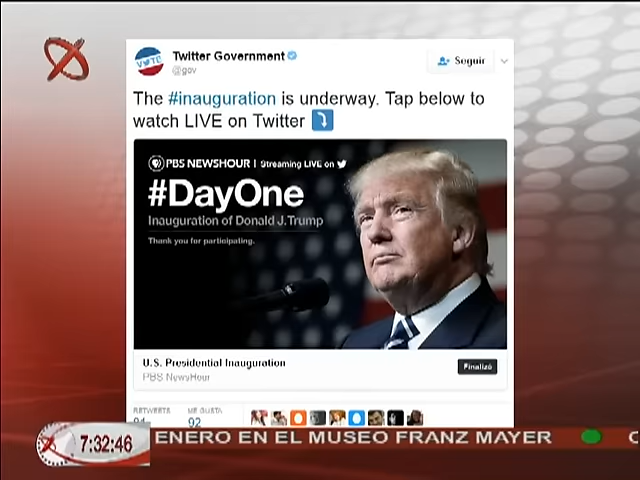 VOTE
Twitter Government
@gov
Seguir
The #inauguration is underway. Tap below to
watch LIVE on Twitter
PBS NEWSHOUR | Streaming LIVE on
#DayOne
Inauguration of Donald J. Trump
Thank you for participating.
U.S. Presidential Inauguration
PBS NewsHour
Finalizó
RETWEETS
ME GUSTA
94
92
7:32:46
ENERO EN EL MUSEO FRANZ MAYER